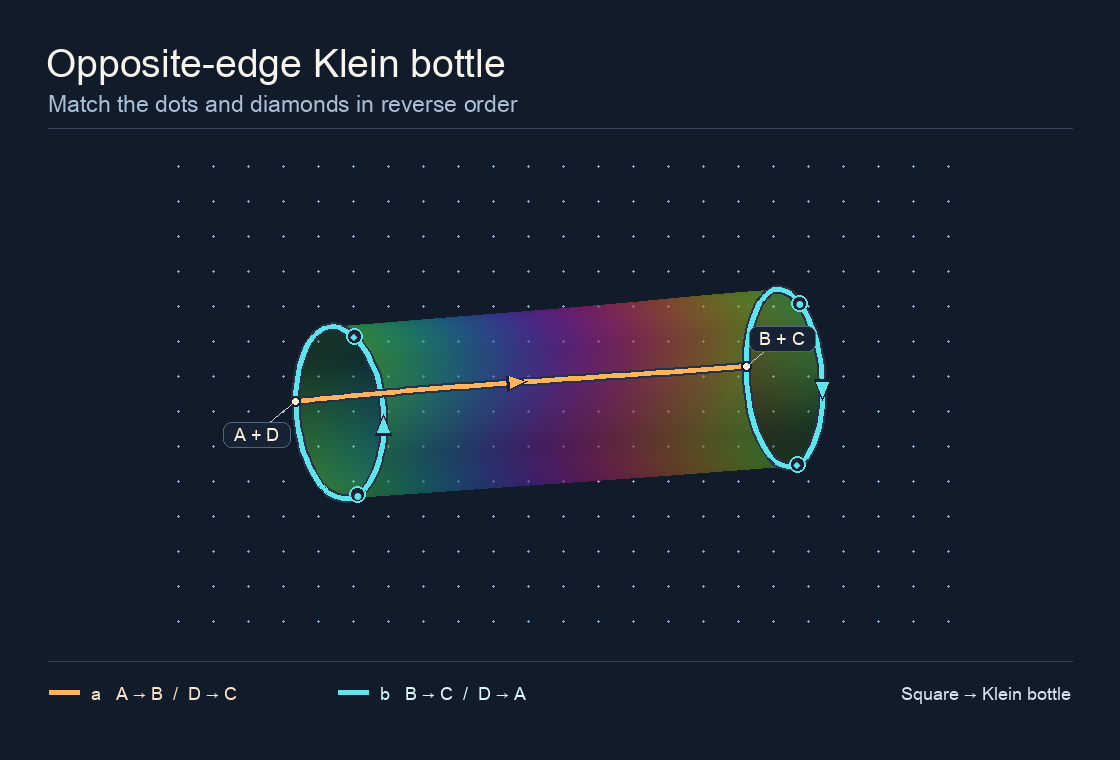 Opposite-edge Klein bottle
Match the dots and diamonds in reverse order
B + C
A + D
a A → B / D → C
b B → C / D → A
Square → Klein bottle